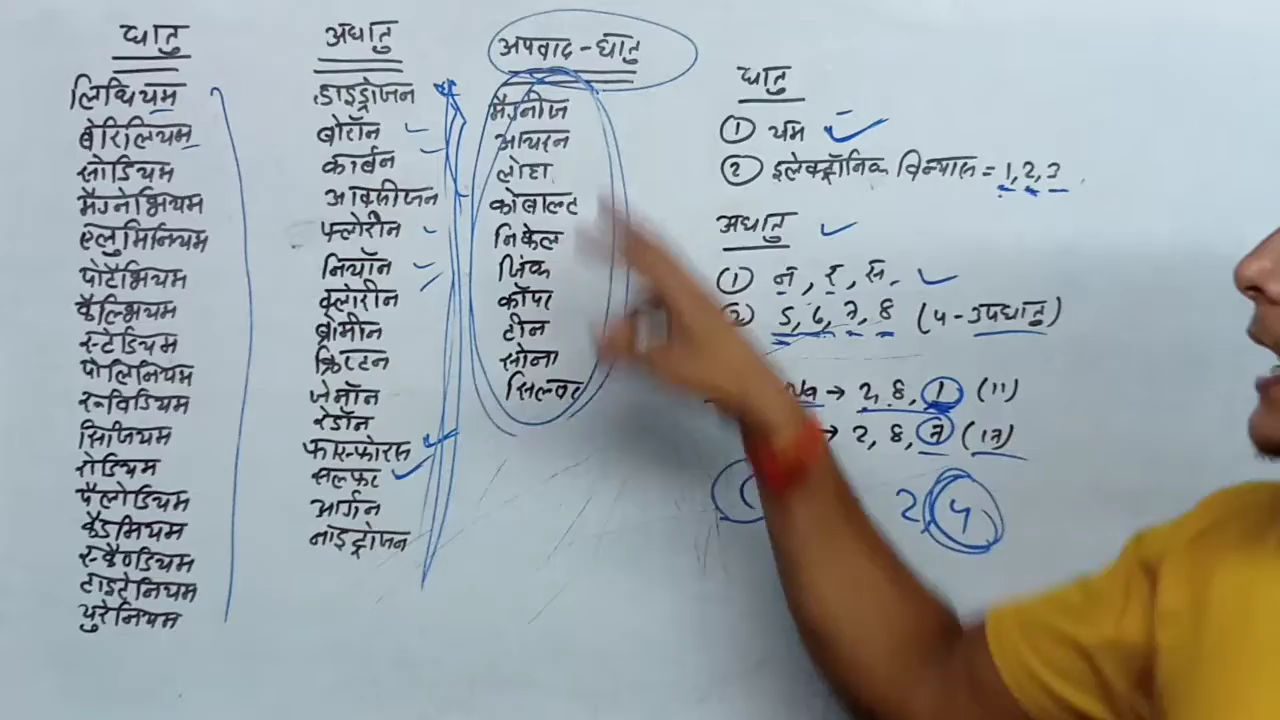 धातु
लिथियम
बेरिलियम
सोडियम
मैग्नेशियम
एलुमिनियम
पोटैशियम
कैल्शियम
स्टेडियम
पोलिनियम
रूबिडियम
सिजियम
रोडियम
पैलोडियम
कैडमियम
स्कैण्डियम
टाइटेनियम
युरेनियम
अधातु
हाइड्रोजन
बोरॉन
कार्बन
आक्सीजन
फ्लोरीन
नियॉन
क्लोरीन
ब्रोमीन
क्रिप्टन
जेनॉन
रेडॉन
फास्फोरस
सल्फर
आर्गन
नाइट्रोजन
अपवाद - धातु
मैग्नीज
आयरन
लोहा
कोबाल्ट
निकेल
जिंक
कॉपर
टीन
सोना
सिल्वर
धातु
① यम
② इलेक्ट्रॉनिक विन्यास = 1, 2, 3
अधातु
① न, र, स,
② 5, 6, 7, 8 (4 - उपधातु)
→ 2, 8, 1 (11)
→ 2, 8, 7 (17)
2, 4